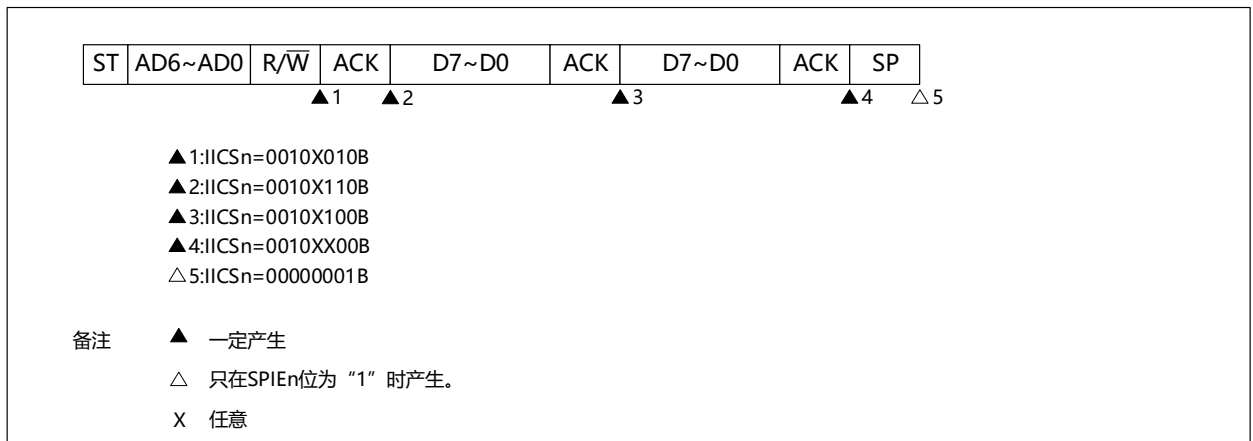 ST AD6~AD0 R/W̅ ACK D7~D0 ACK D7~D0 ACK SP
▲1 ▲2 ▲3 ▲4 △5
▲1:IICSn=0010X010B
▲2:IICSn=0010X110B
▲3:IICSn=0010X100B
▲4:IICSn=0010XX00B
△5:IICSn=00000001B
备注 ▲ 一定产生
△ 只在SPIEn位为“1”时产生。
X 任意